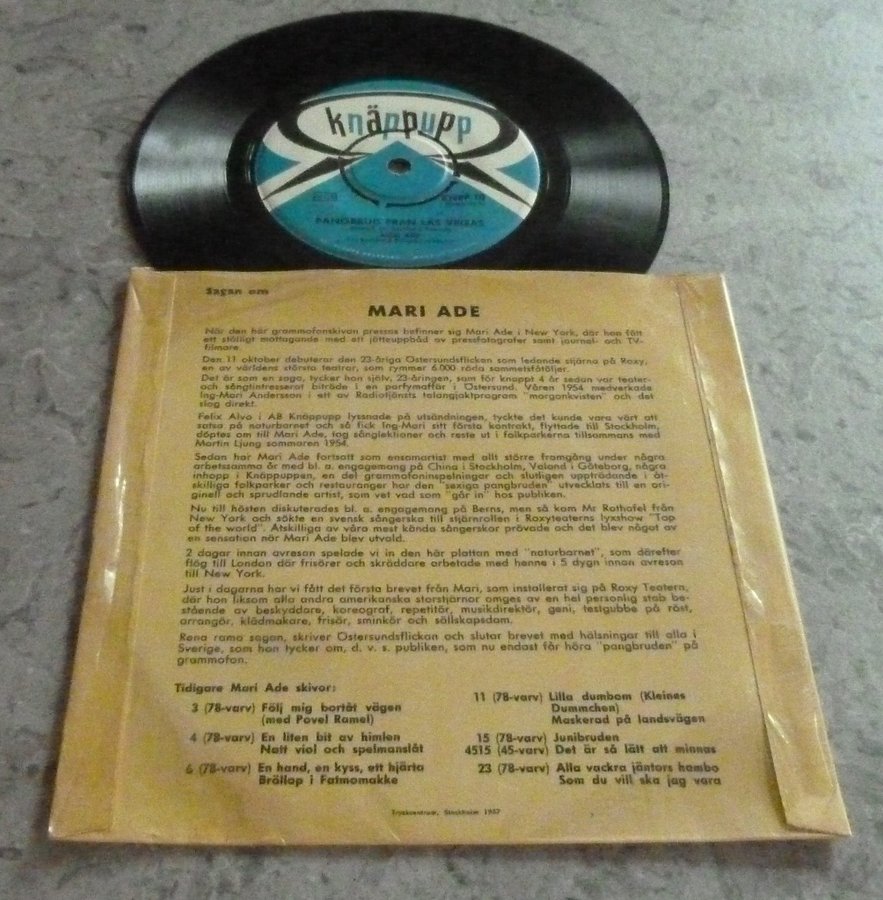 knäppupp
KNEP 10
PANGBRUD FRÅN LAS VEGAS
MARI ADE
Sagan om
MARI ADE
När den här grammofonskivan pressas befinner sig Mari Ade i New York, där hon fått
ett ståtligt mottagande med ett jätteuppbåd av pressfotografer samt journal- och TV-
filmare.
Den 11 oktober debuterar den 23-åriga Östersundsflickan som ledande stjärna på Roxy,
en av världens största teatrar, som rymmer 6.000 röda sammetsfåtöljer.
Det är som en saga, tycker hon själv, 23-åringen, som för knappt 4 år sedan var teater-
och sångintresserat biträde i en parfymaffär i Östersund. Våren 1954 medverkade
Ing-Mari Andersson i ett av Radiotjänsts talangjaktprogram "morgonkvisten" och det
slog direkt.
Felix Alvo i AB Knäppupp lyssnade på utsändningen, tyckte det kunde vara värt att
satsa på naturbarnet och så fick Ing-Mari sitt första kontrakt, flyttade till Stockholm,
döptes om till Mari Ade, tog sånglektioner och reste ut i folkparkerna tillsammans med
Martin Ljung sommaren 1954.
Sedan har Mari Ade fortsatt som ensamartist med allt större framgång under några
arbetsamma år med bl. a. engagemang på China i Stockholm, Valand i Göteborg, några
inhopp i Knäppuppen, en del grammofoninspelningar och slutligen uppträdande i åt-
skilliga folkparker och restauranger har den "sexiga pangbruden" utvecklats till en ori-
ginell och sprudlande artist, som vet vad som "går in" hos publiken.
Nu till hösten diskuterades bl. a. engagemang på Berns, men så kom Mr Rothafel från
New York och sökte en svensk sångerska till stjärnrollen i Roxyteaterns lyxshow "Top
of the world". Åtskilliga av våra mest kända sångerskor prövade och det blev något av
en sensation när Mari Ade blev utvald.
2 dagar innan avresan spelade vi in den här plattan med "naturbarnet", som därefter
flög till London där frisörer och skräddare arbetade med henne i 5 dygn innan avresan
till New York.
Just i dagarna har vi fått det första brevet från Mari, som installerat sig på Roxy Teatern,
där hon liksom alla andra amerikanska storstjärnor omges av en hel personlig stab be-
stående av beskyddare, koreograf, repetitör, musikdirektör, geni, testgubbe på röst,
arrangör, klädmakare, frisör, sminkör och sällskapsdam.
Rena rama sagan, skriver Östersundsflickan och slutar brevet med hälsningar till alla i
Sverige, som hon tycker om, d. v. s. publiken, som nu endast får höra "pangbruden" på
grammofon.
Tidigare Mari Ade skivor:
3 (78-varv) Följ mig bortåt vägen
(med Povel Ramel)
4 (78-varv) En liten bit av himlen
Natt viol och spelmanslåt
6 (78-varv) En hand, en kyss, ett hjärta
Bröllop i Fatmomakke
11 (78-varv) Lilla dumbom (Kleines
Dummchen)
Maskerad på landsvägen
15 (78-varv) Junibruden
4515 (45-varv) Det är så lätt att minnas
23 (78-varv) Alla vackra jäntors hambo
Som du vill ska jag vara
Tryckcentralr, Stockholm 1957